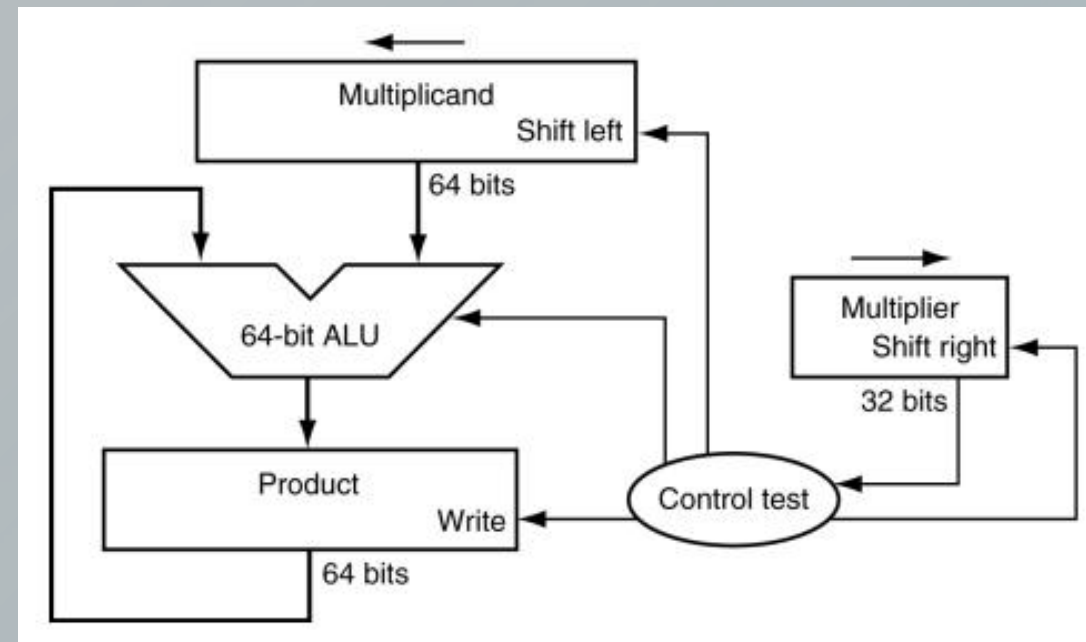 Multiplicand
Shift left
64 bits
64-bit ALU
Multiplier
Shift right
32 bits
Product
Write
Control test
64 bits